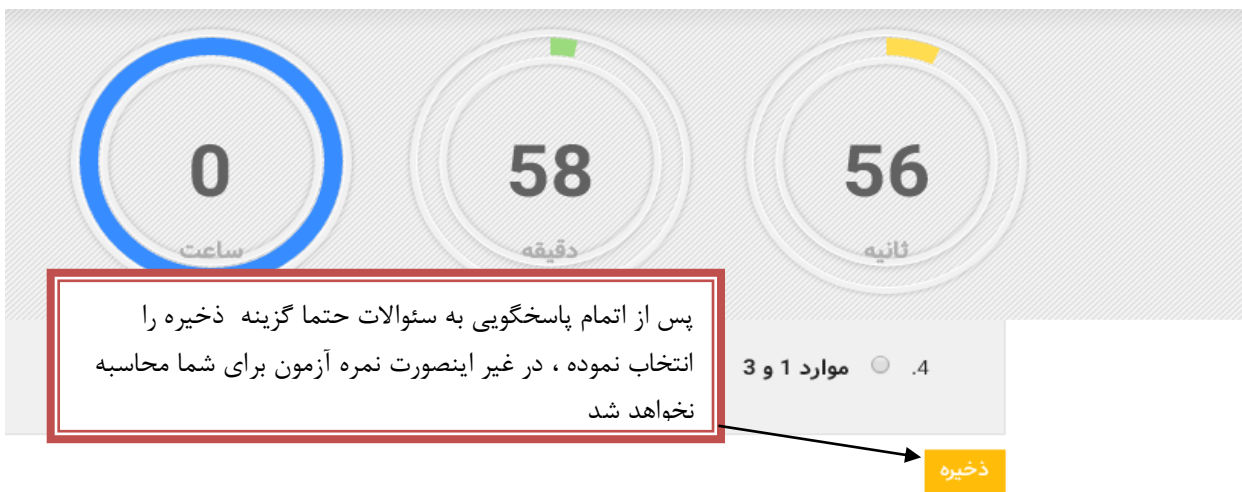 0
ساعت
58
دقیقه
56
ثانیه
پس از اتمام پاسخگویی به سئوالات حتما گزینه ذخیره را
انتخاب نموده ، در غیر اینصورت نمره آزمون برای شما محاسبه
نخواهد شد
4. موارد 1 و 3
ذخیره